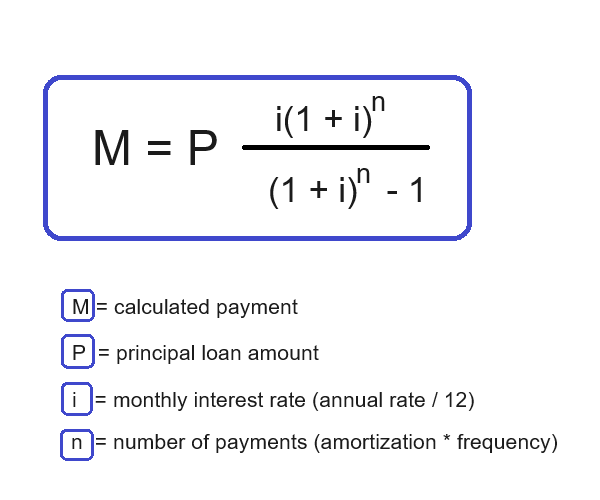 M = P i(1 + i)^n
(1 + i)^n - 1
M = calculated payment
P = principal loan amount
i = monthly interest rate (annual rate / 12)
n = number of payments (amortization * frequency)